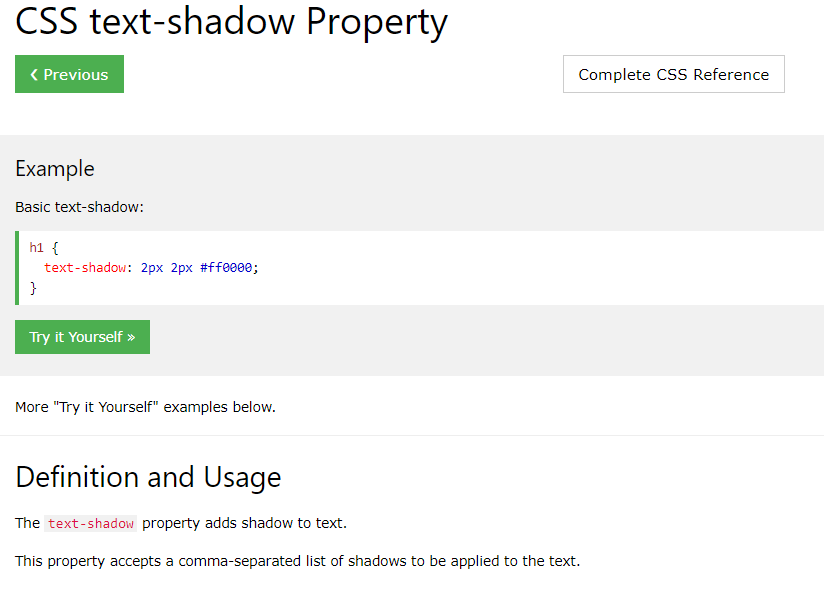 CSS text-shadow Property
❮ Previous
Complete CSS Reference
Example
Basic text-shadow:
h1 {
  text-shadow: 2px 2px #ff0000;
}
Try it Yourself »
More "Try it Yourself" examples below.
Definition and Usage
The text-shadow property adds shadow to text.
This property accepts a comma-separated list of shadows to be applied to the text.